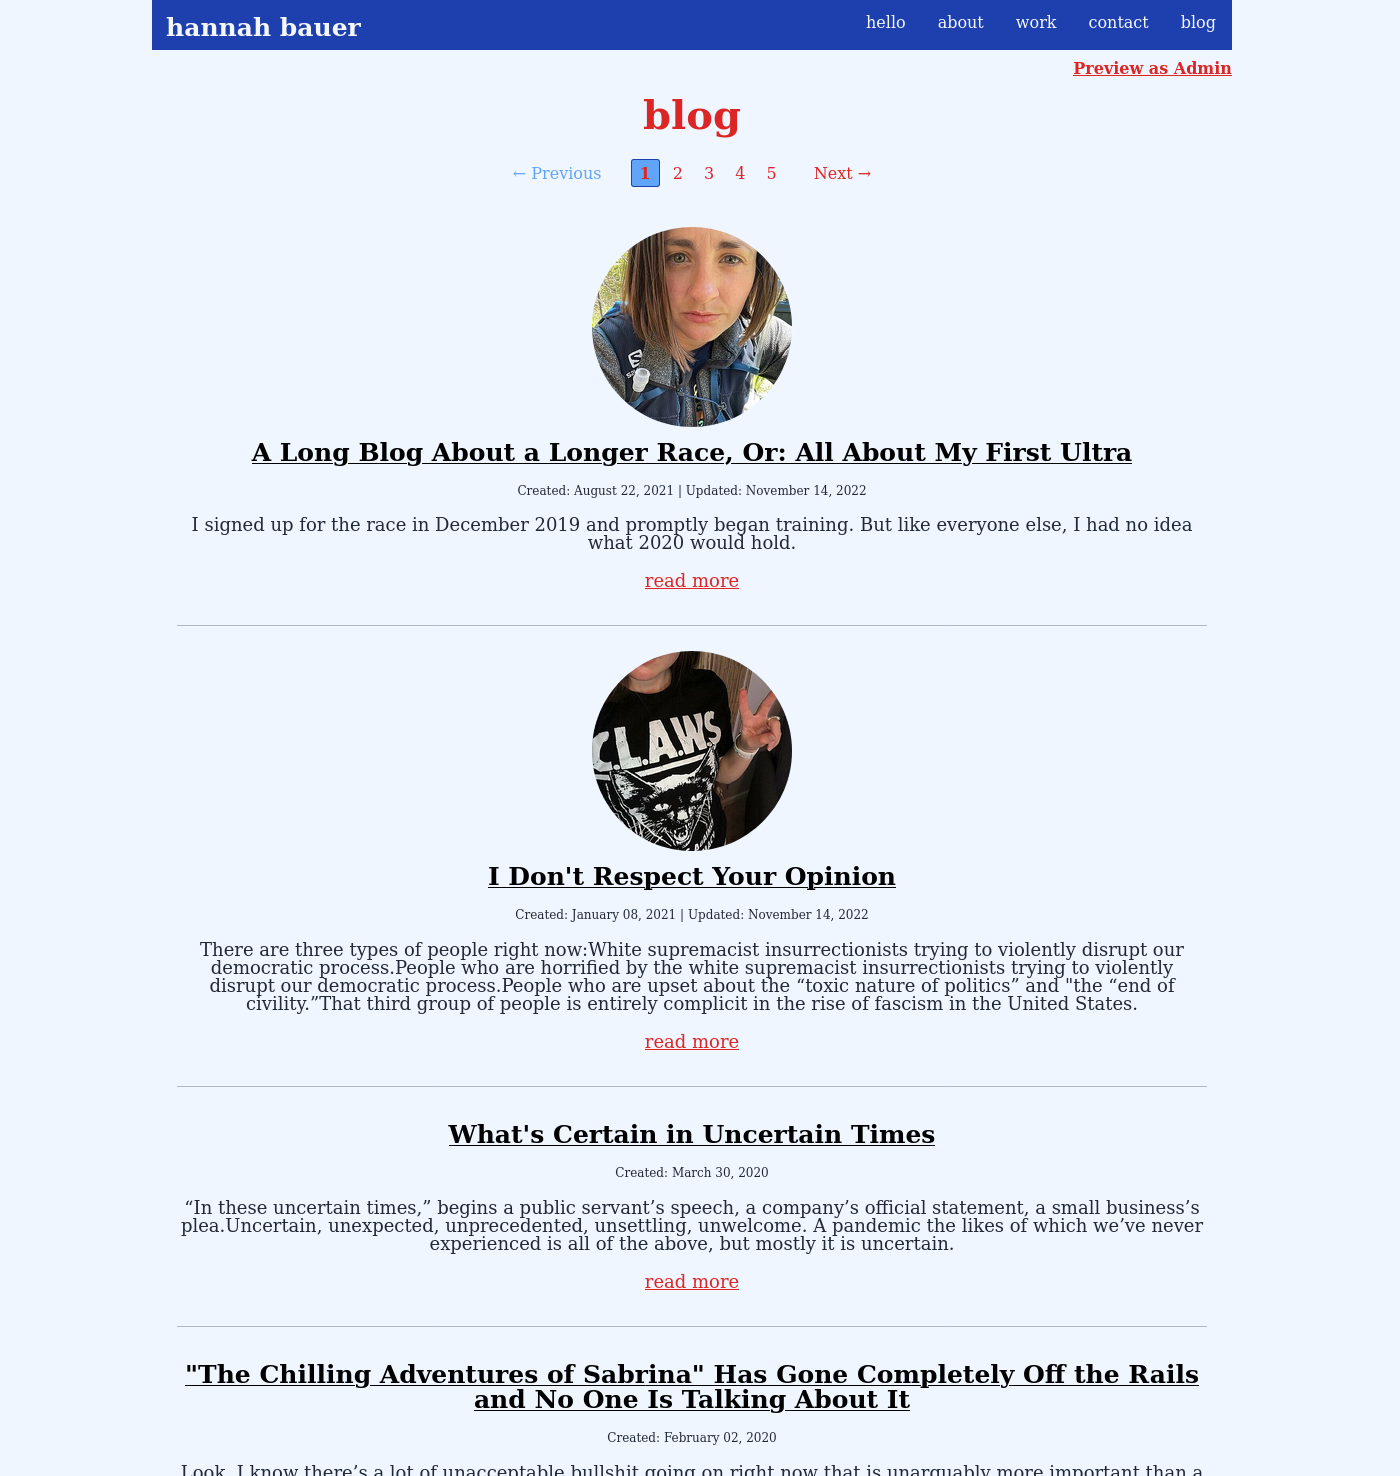 hannah bauer
hello about work contact blog
Preview as Admin
blog
← Previous 1 2 3 4 5 Next →
A Long Blog About a Longer Race, Or: All About My First Ultra
Created: August 22, 2021 | Updated: November 14, 2022
I signed up for the race in December 2019 and promptly began training. But like everyone else, I had no idea
what 2020 would hold.
read more
C.L.A.W.S
I Don't Respect Your Opinion
Created: January 08, 2021 | Updated: November 14, 2022
There are three types of people right now:White supremacist insurrectionists trying to violently disrupt our
democratic process.People who are horrified by the white supremacist insurrectionists trying to violently
disrupt our democratic process.People who are upset about the “toxic nature of politics” and "the “end of
civility.”That third group of people is entirely complicit in the rise of fascism in the United States.
read more
What's Certain in Uncertain Times
Created: March 30, 2020
“In these uncertain times,” begins a public servant’s speech, a company’s official statement, a small business’s
plea.Uncertain, unexpected, unprecedented, unsettling, unwelcome. A pandemic the likes of which we’ve never
experienced is all of the above, but mostly it is uncertain.
read more
"The Chilling Adventures of Sabrina" Has Gone Completely Off the Rails
and No One Is Talking About It
Created: February 02, 2020
Look, I know there’s a lot of unacceptable bullshit going on right now that is unarguably more important than a